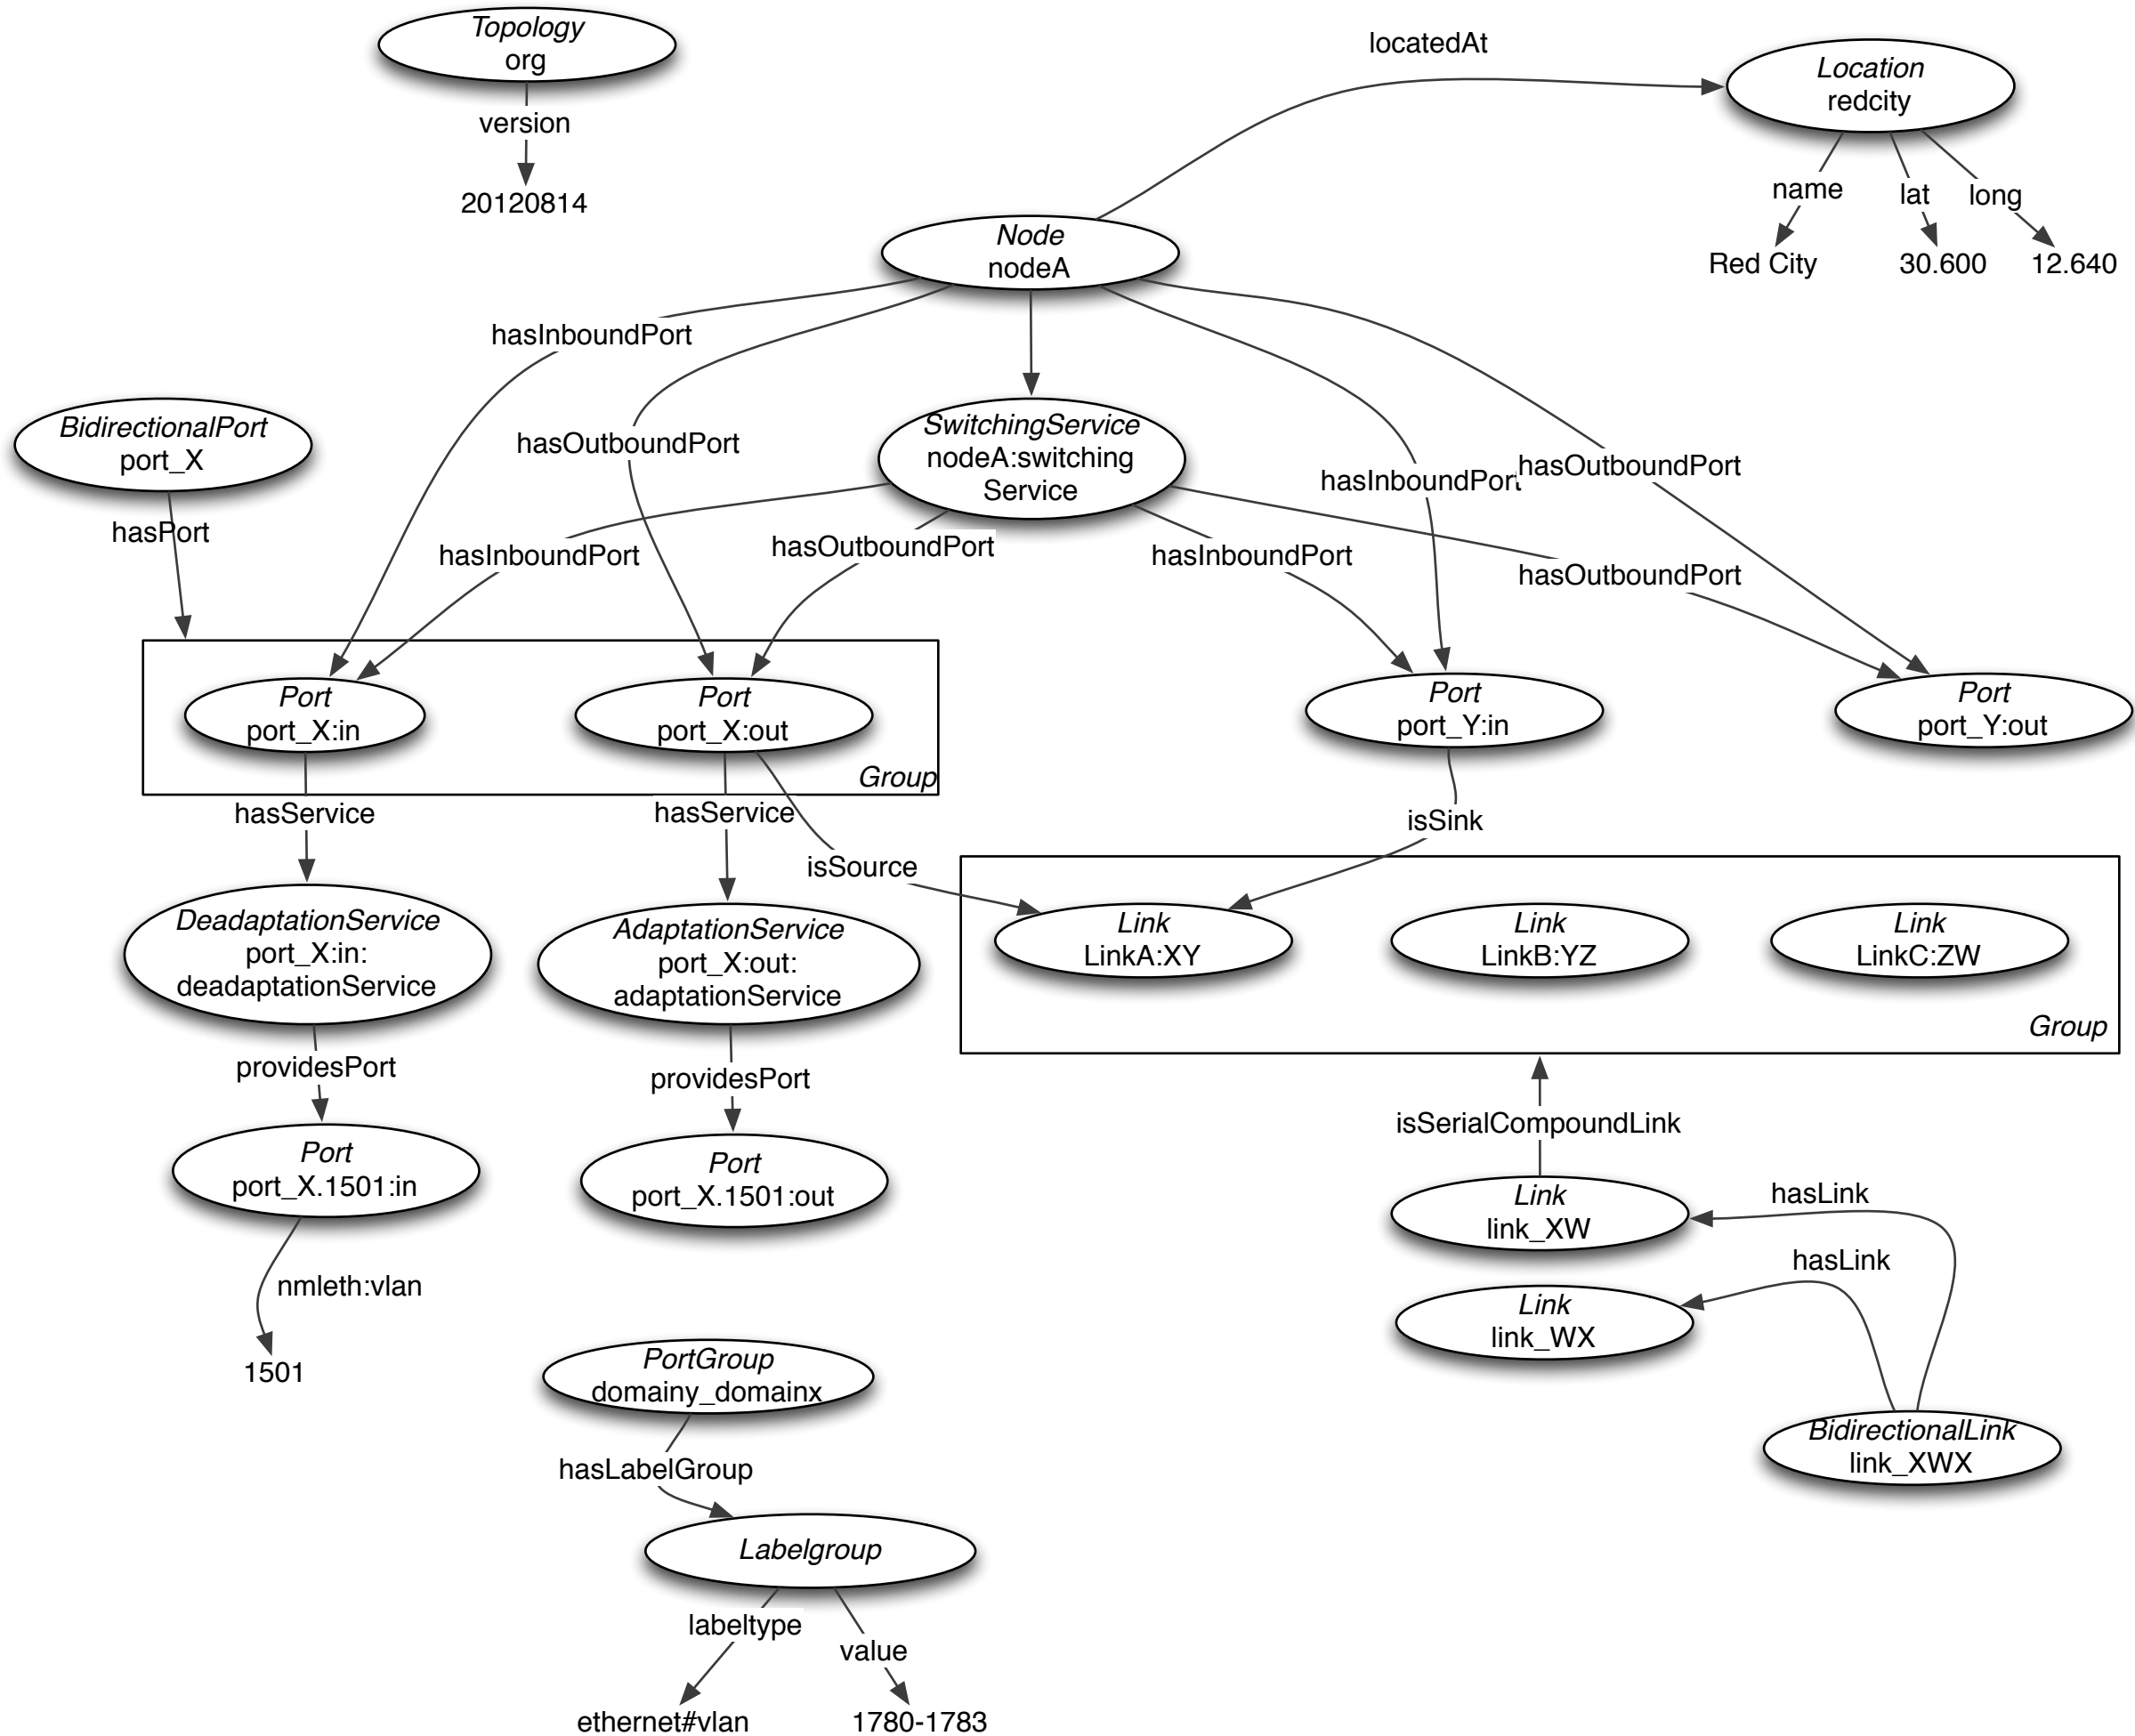 Topology
org
version
20120814
locatedAt
Location
redcity
name
lat
long
Red City
30.600
12.640
Node
nodeA
hasInboundPort
hasOutboundPort
hasInboundPort
hasOutboundPort
BidirectionalPort
port_X
hasPort
SwitchingService
nodeA:switching
Service
hasInboundPort
hasOutboundPort
hasInboundPort
hasOutboundPort
Port
port_X:in
Port
port_X:out
Group
Port
port_Y:in
Port
port_Y:out
hasService
hasService
isSource
isSink
DeadaptationService
port_X:in:
deadaptationService
AdaptationService
port_X:out:
adaptationService
Link
LinkA:XY
Link
LinkB:YZ
Link
LinkC:ZW
Group
providesPort
providesPort
isSerialCompoundLink
Port
port_X.1501:in
Port
port_X.1501:out
Link
link_XW
hasLink
hasLink
Link
link_WX
nmleth:vlan
1501
BidirectionalLink
link_XWX
PortGroup
domainy_domainx
hasLabelGroup
Labelgroup
labeltype
value
ethernet#vlan
1780-1783